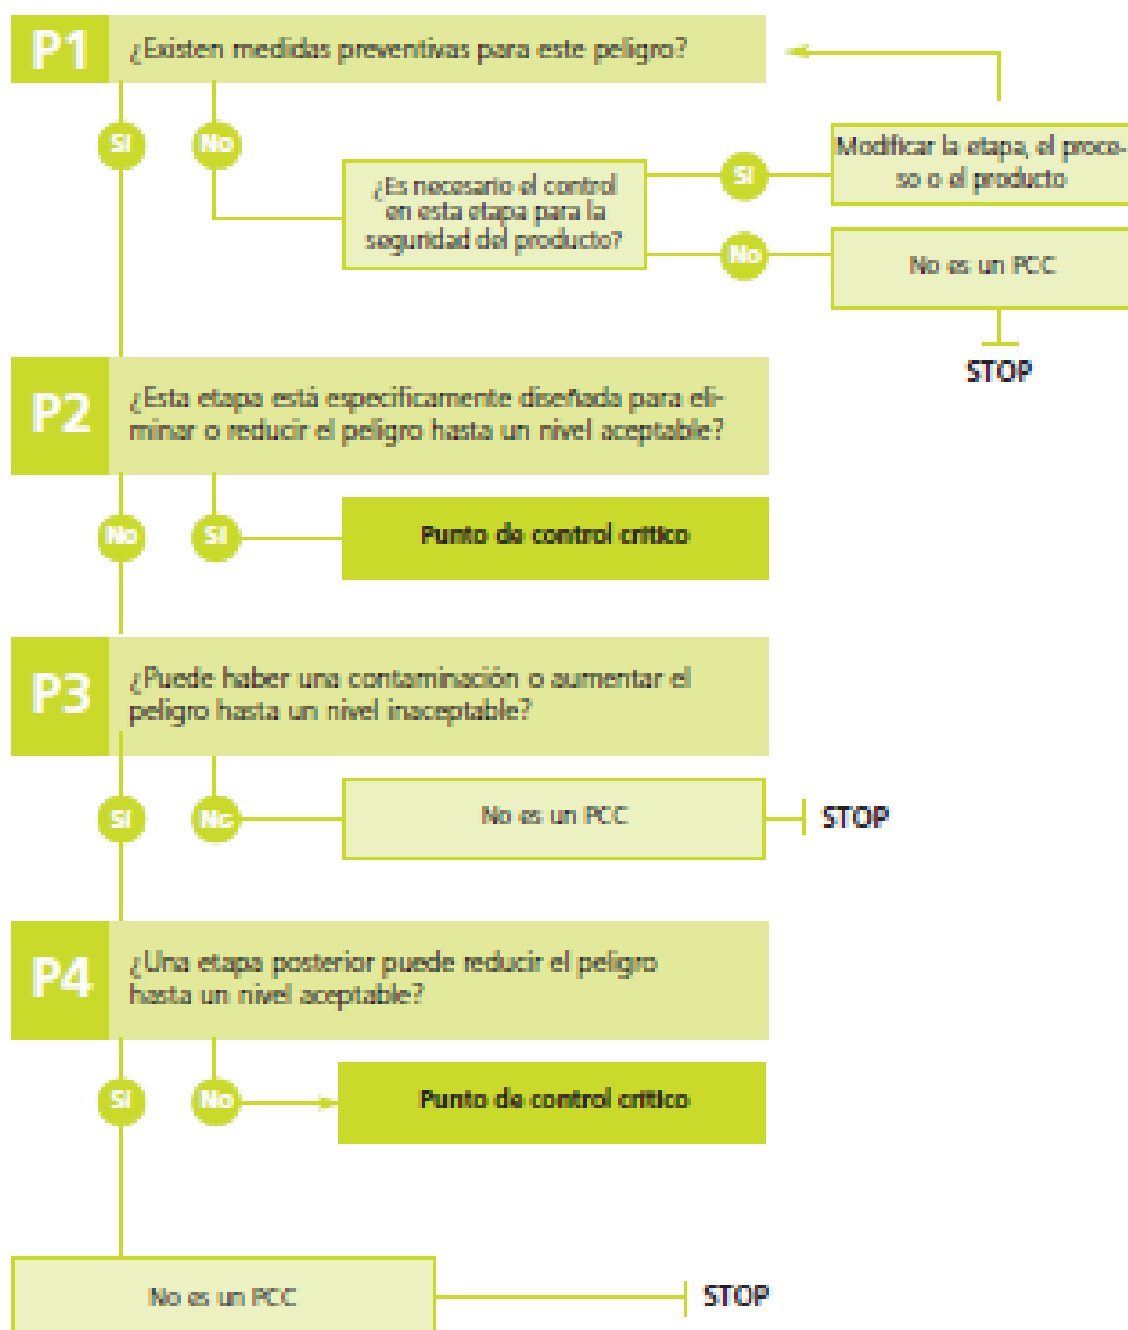 P1
¿Existen medidas preventivas para este peligro?
Sí
No
¿Es necesario el control
en esta etapa para la
seguridad del producto?
Sí
Modificar la etapa, el proce-
so o el producto
No
No es un PCC
STOP
P2
¿Esta etapa está específicamente diseñada para eli-
minar o reducir el peligro hasta un nivel aceptable?
No
Sí
Punto de control crítico
P3
¿Puede haber una contaminación o aumentar el
peligro hasta un nivel inaceptable?
Sí
No
No es un PCC
STOP
P4
¿Una etapa posterior puede reducir el peligro
hasta un nivel aceptable?
Sí
No
Punto de control crítico
No es un PCC
STOP